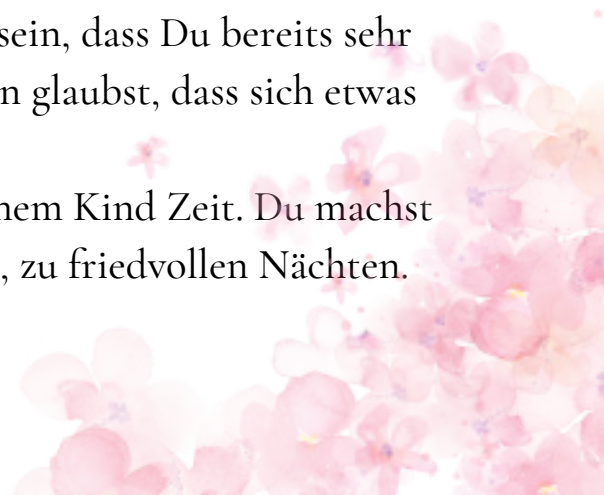 sein, dass Du bereits sehr
n glaubst, dass sich etwas
nem Kind Zeit. Du machst
, zu friedvollen Nächten.